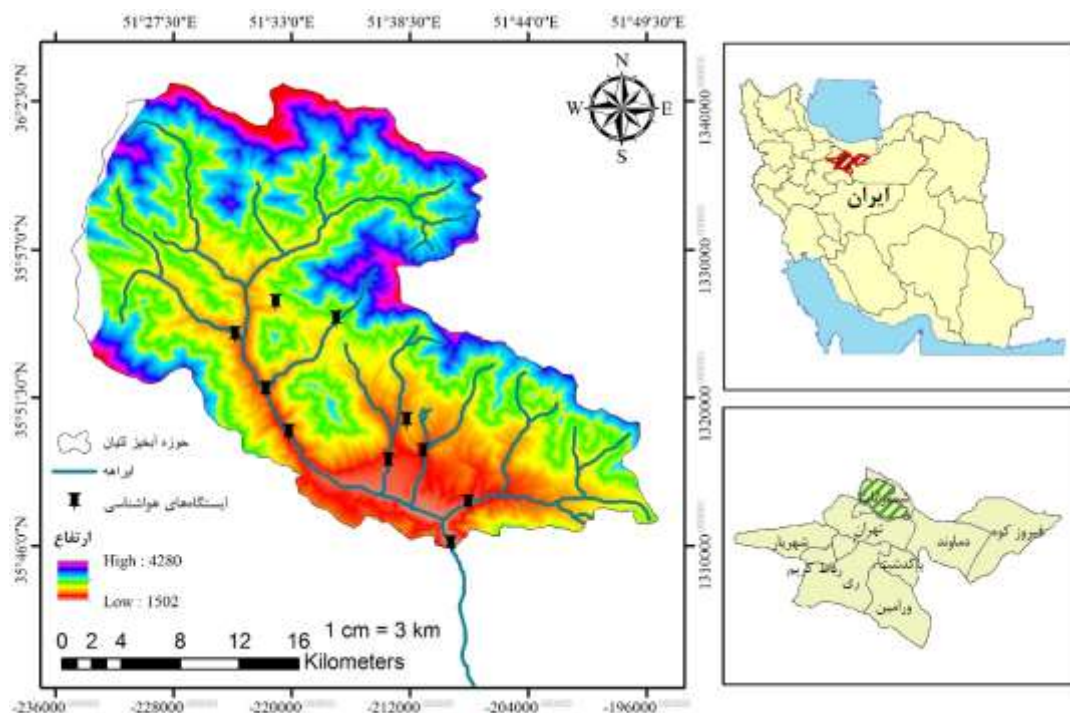 51°27'30"E 51°33'0"E 51°38'30"E 51°44'0"E 51°49'30"E
36°2'30"N
35°57'0"N
35°51'30"N
35°46'0"N
N
W E
S
1340000
1330000
1320000
1310000
حوزه آبخیز
آبراهه
ایستگاه‌های هواشناسی
ارتفاع
High : 4280
Low : 1502
1 cm = 3 km
0 2 4 8 12 16
Kilometers
-236000 -228000 -220000 -212000 -204000 -196000
ایران
تهران
دماوند
فیروز کوه
شهریار
پاکدشت
رباط کریم
ری
ورامین